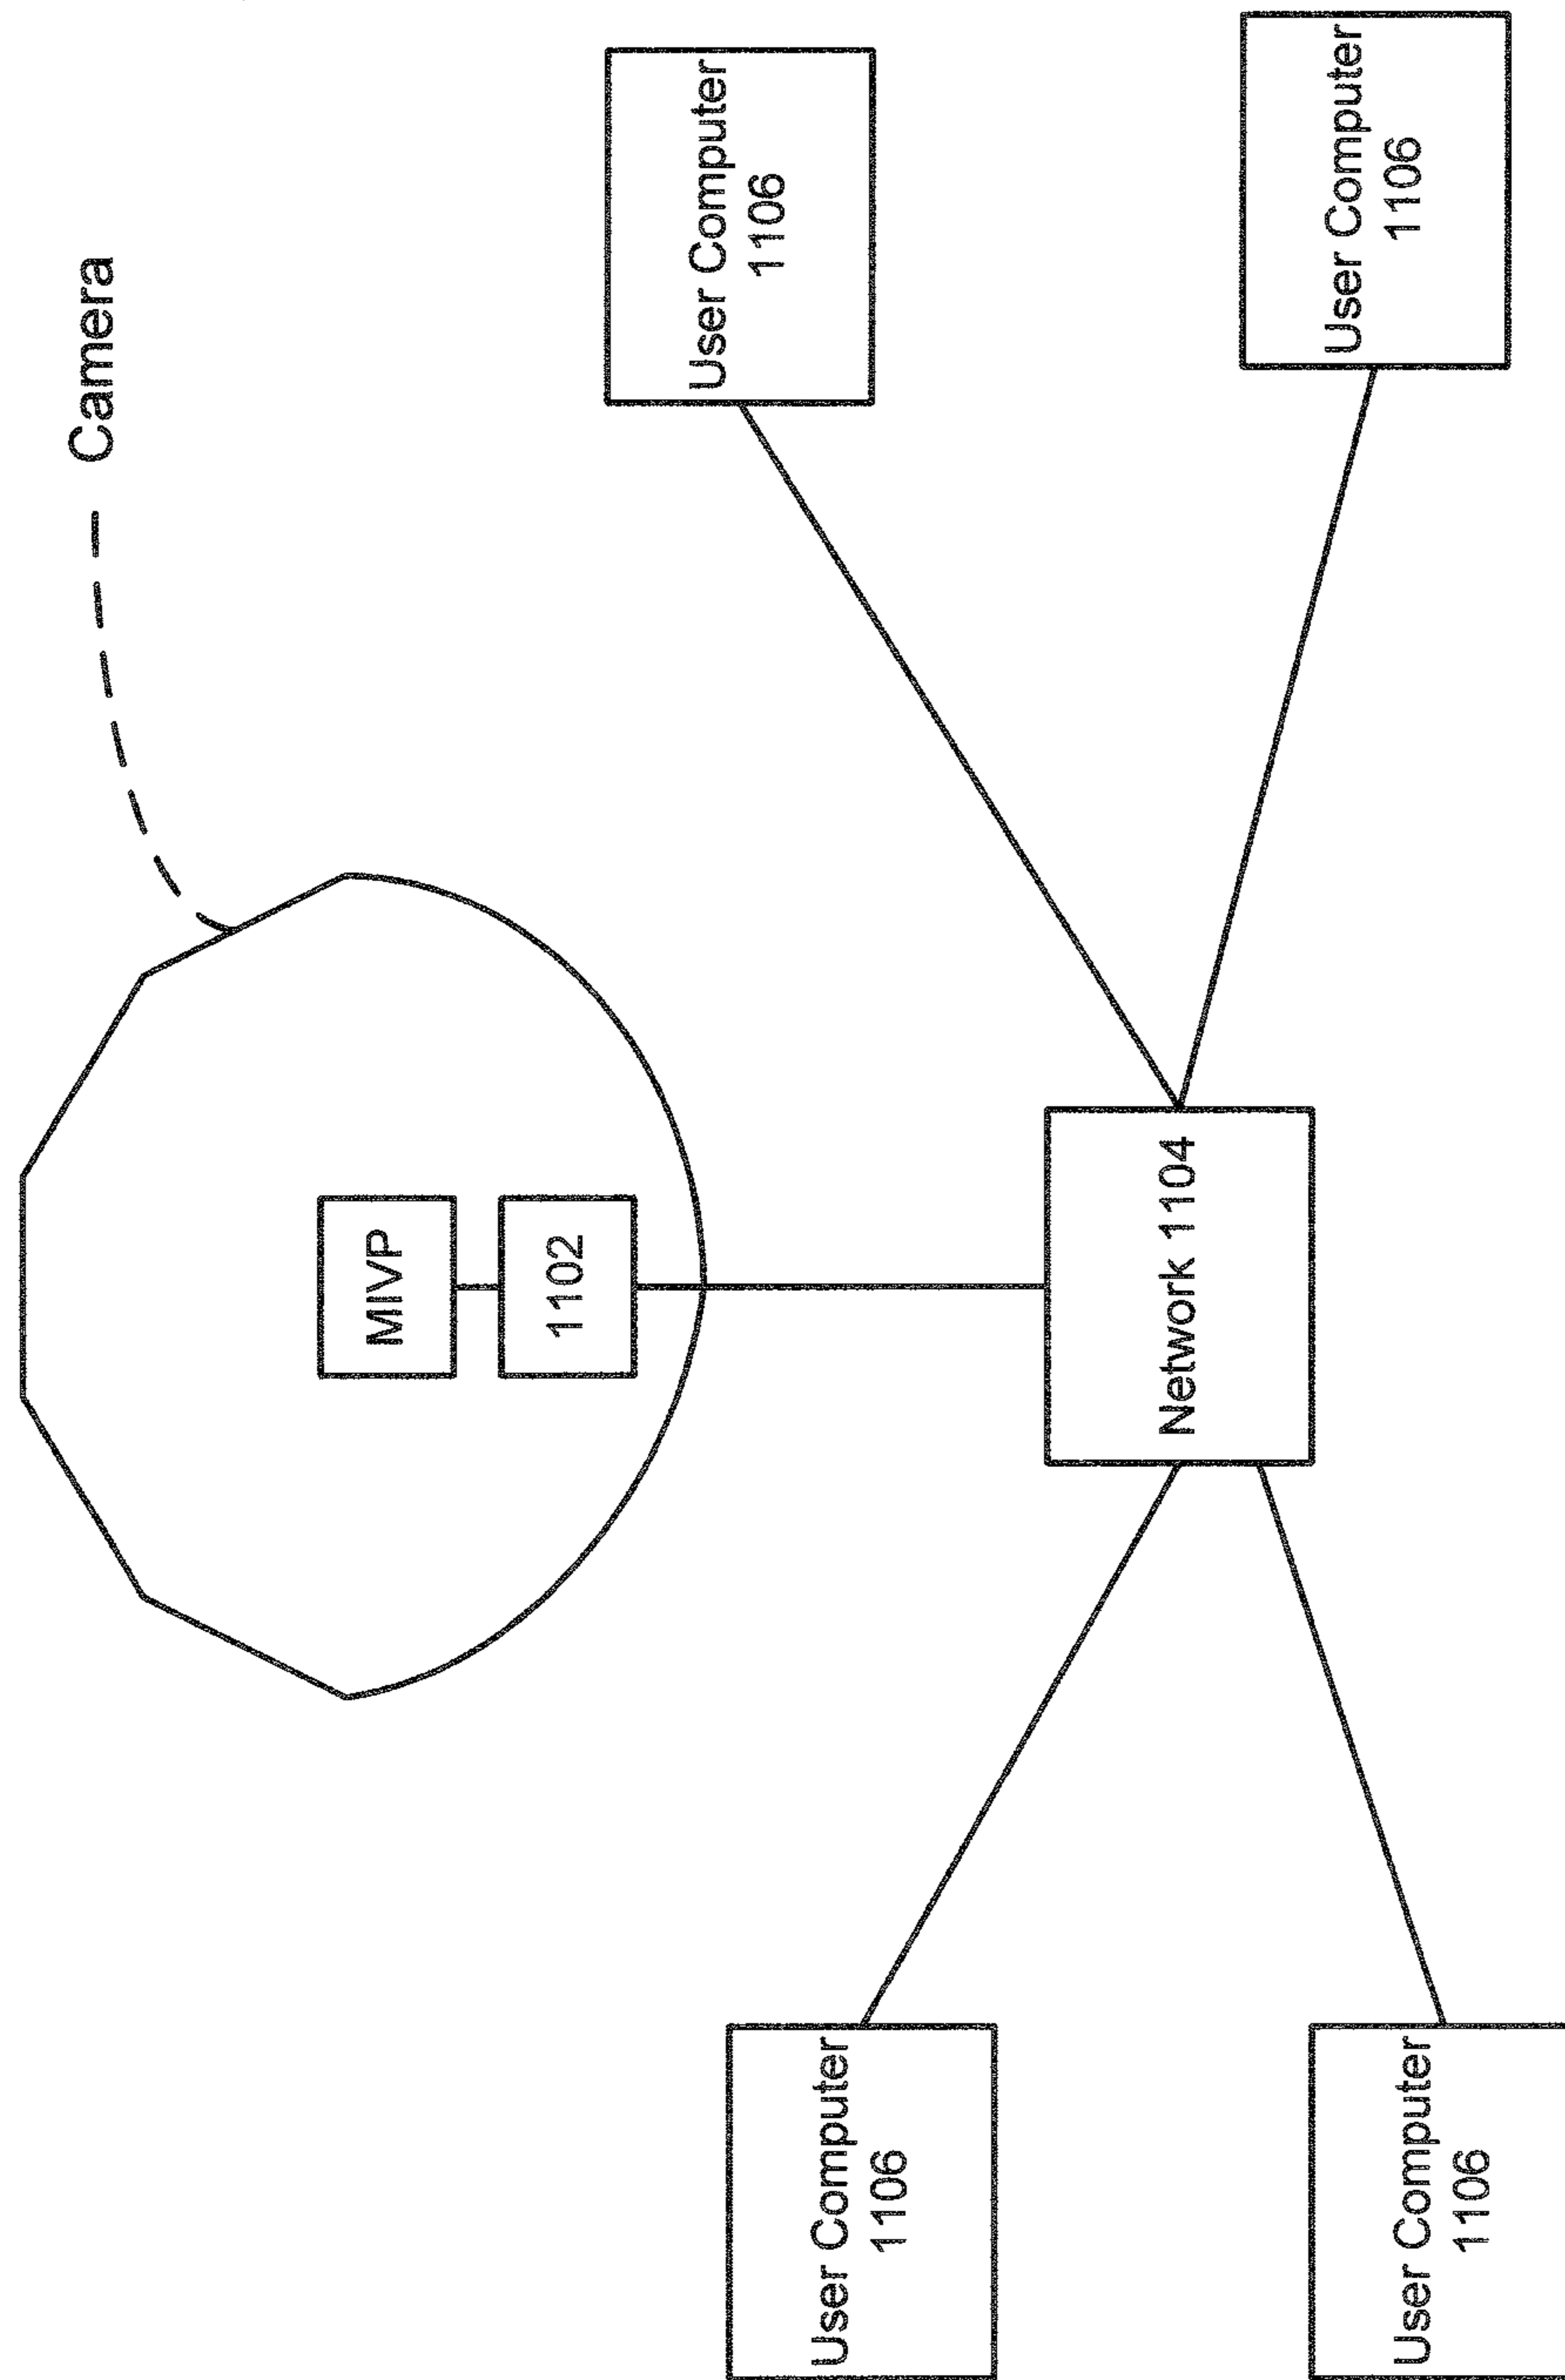 Camera
MIVP
1102
Network 1104
User Computer
1106
User Computer
1106
User Computer
1106
User Computer
1106